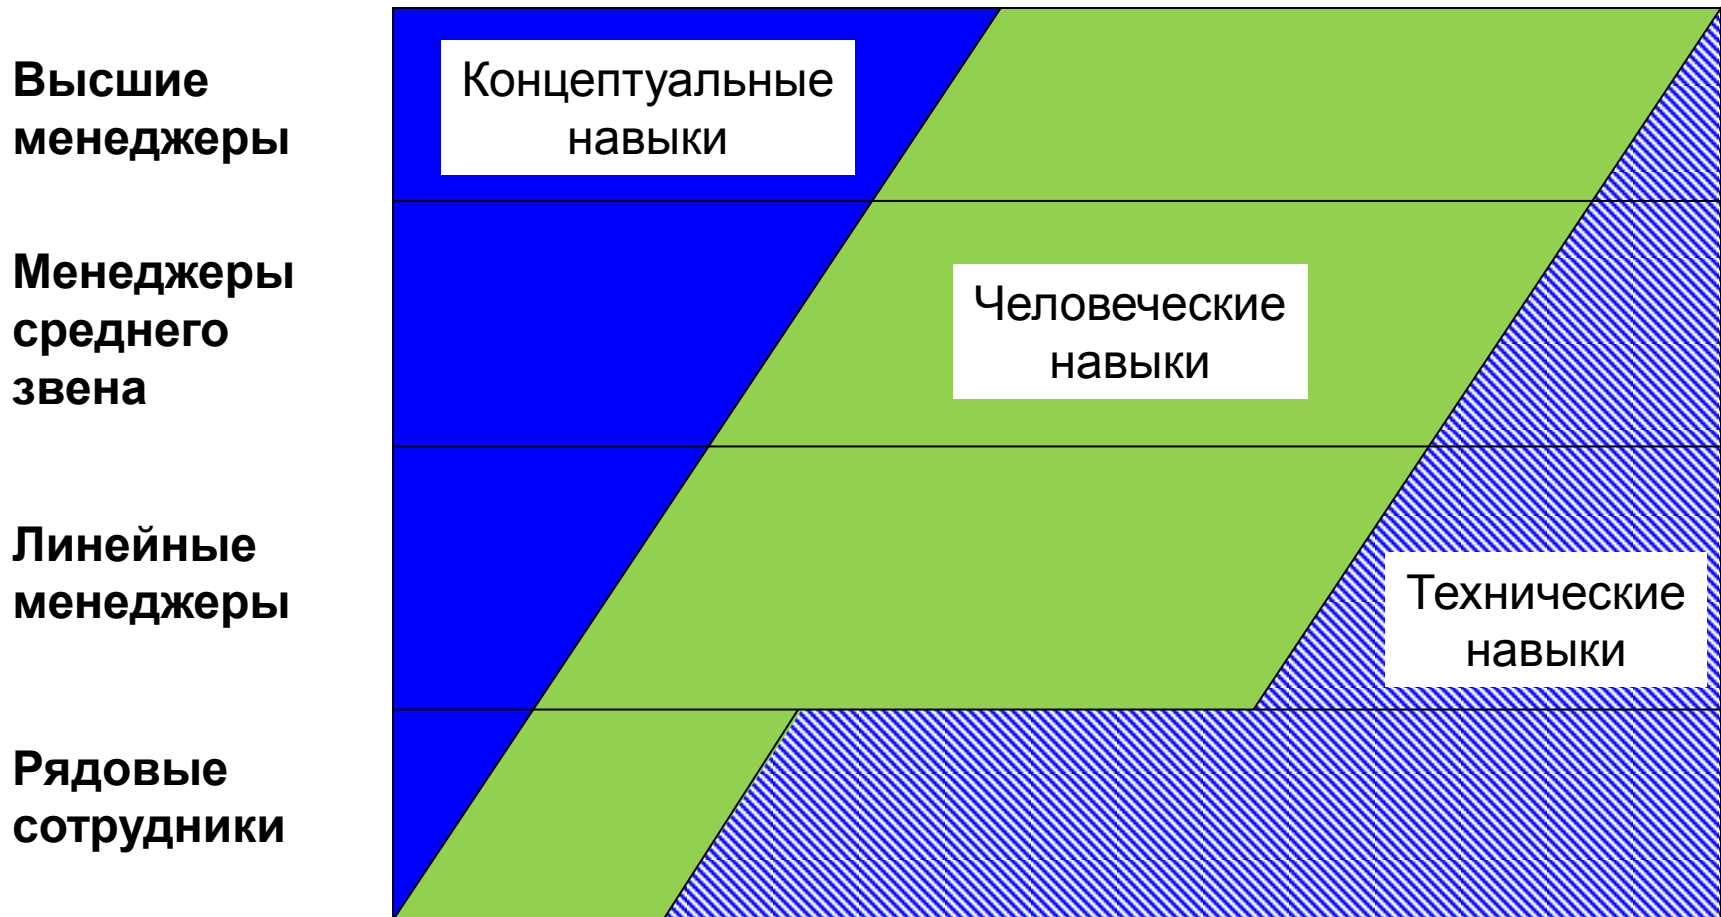 Высшие
менеджеры
Концептуальные
навыки
Менеджеры
среднего
звена
Человеческие
навыки
Линейные
менеджеры
Технические
навыки
Рядовые
сотрудники